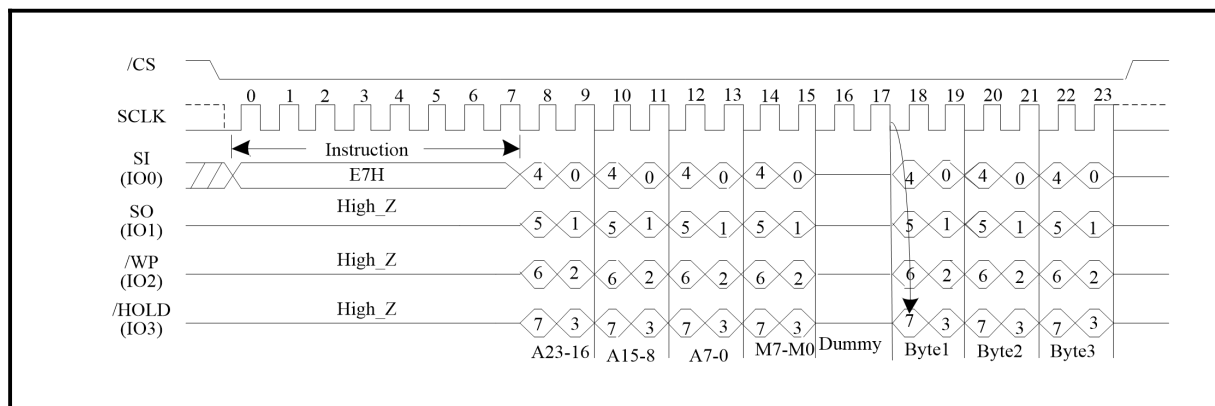 /CS
0 1 2 3 4 5 6 7 8 9 10 11 12 13 14 15 16 17 18 19 20 21 22 23
SCLK
Instruction
SI
(IO0)
E7H
4 0 4 0 4 0 4 0 4 0 4 0 4 0
SO
(IO1)
High_Z
5 1 5 1 5 1 5 1 5 1 5 1 5 1
/WP
(IO2)
High_Z
6 2 6 2 6 2 6 2 6 2 6 2 6 2
/HOLD
(IO3)
High_Z
7 3 7 3 7 3 7 3 7 3 7 3 7 3
A23-16 A15-8 A7-0 M7-M0 Dummy Byte1 Byte2 Byte3